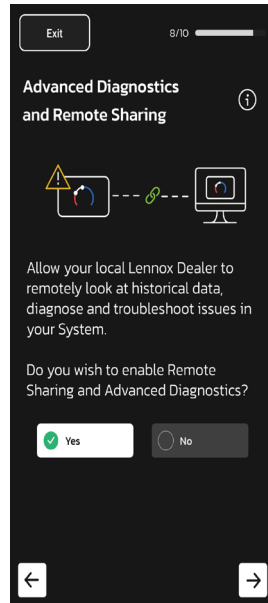 Exit
8/10
Advanced Diagnostics
and Remote Sharing
Allow your local Lennox Dealer to
remotely look at historical data,
diagnose and troubleshoot issues in
your System.
Do you wish to enable Remote
Sharing and Advanced Diagnostics?
Yes
No